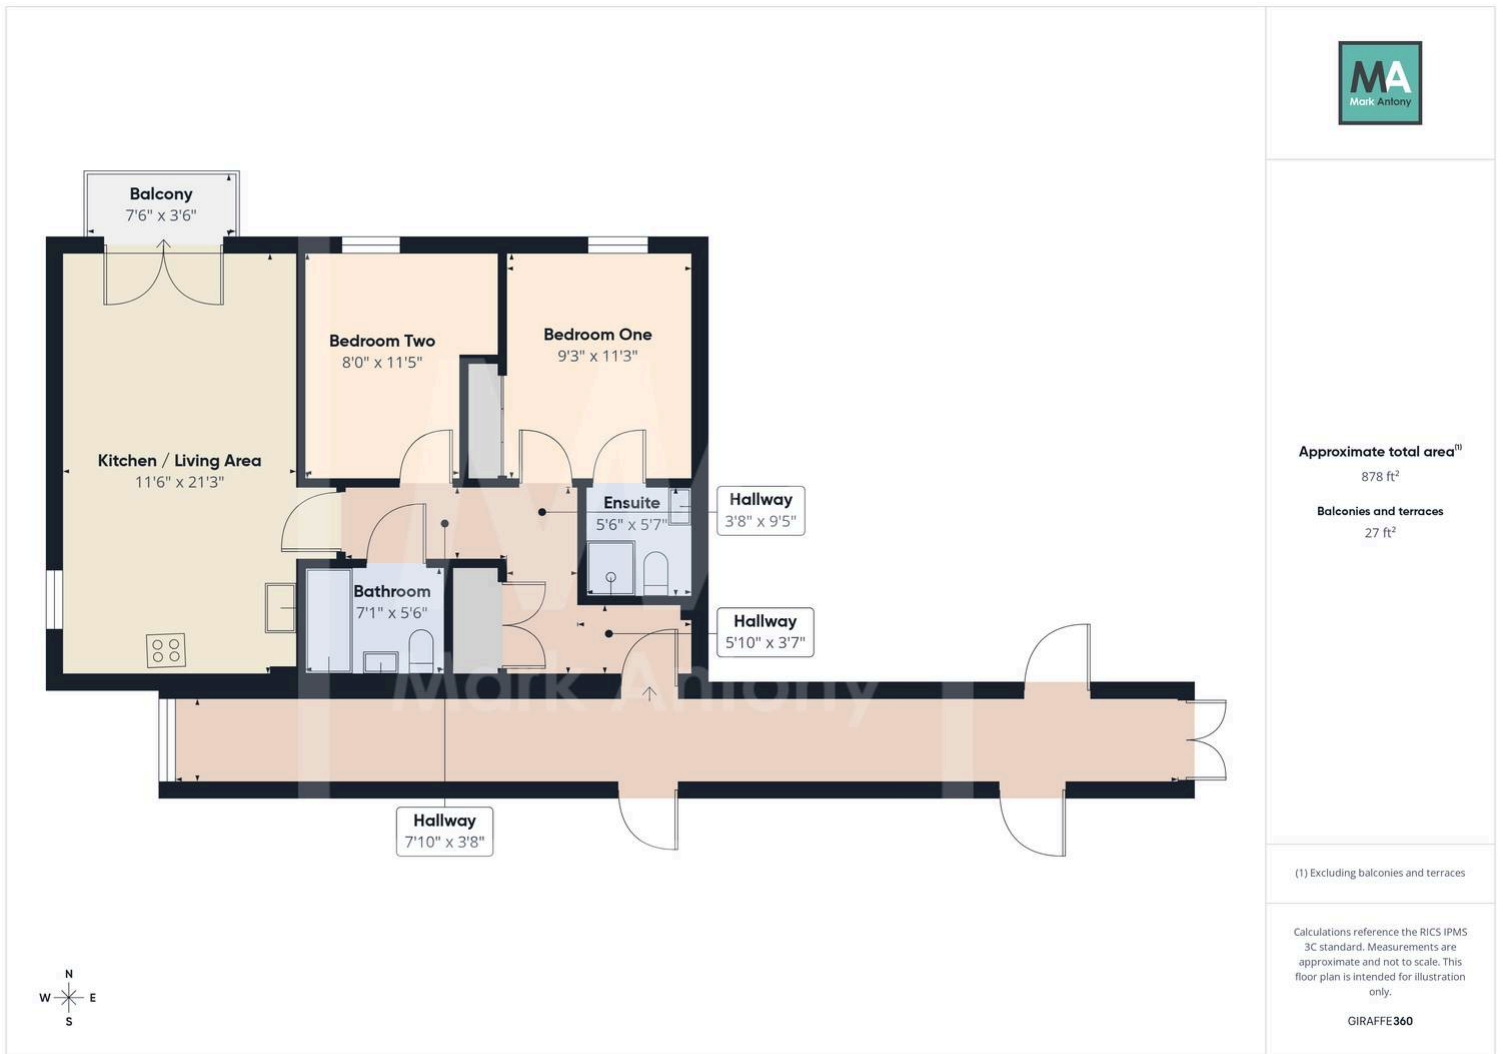 MA
Mark Antony
Balcony
7'6" x 3'6"
Bedroom Two
8'0" x 11'5"
Bedroom One
9'3" x 11'3"
Kitchen / Living Area
11'6" x 21'3"
Ensuite
5'6" x 5'7"
Hallway
3'8" x 9'5"
Bathroom
7'1" x 5'6"
Hallway
5'10" x 3'7"
Mark Antony
Hallway
7'10" x 3'8"
Approximate total area(1)
878 ft²
Balconies and terraces
27 ft²
(1) Excluding balconies and terraces
Calculations reference the RICS IPMS
3C standard. Measurements are
approximate and not to scale. This
floor plan is intended for illustration
only.
GIRAFFE360
N
W E
S